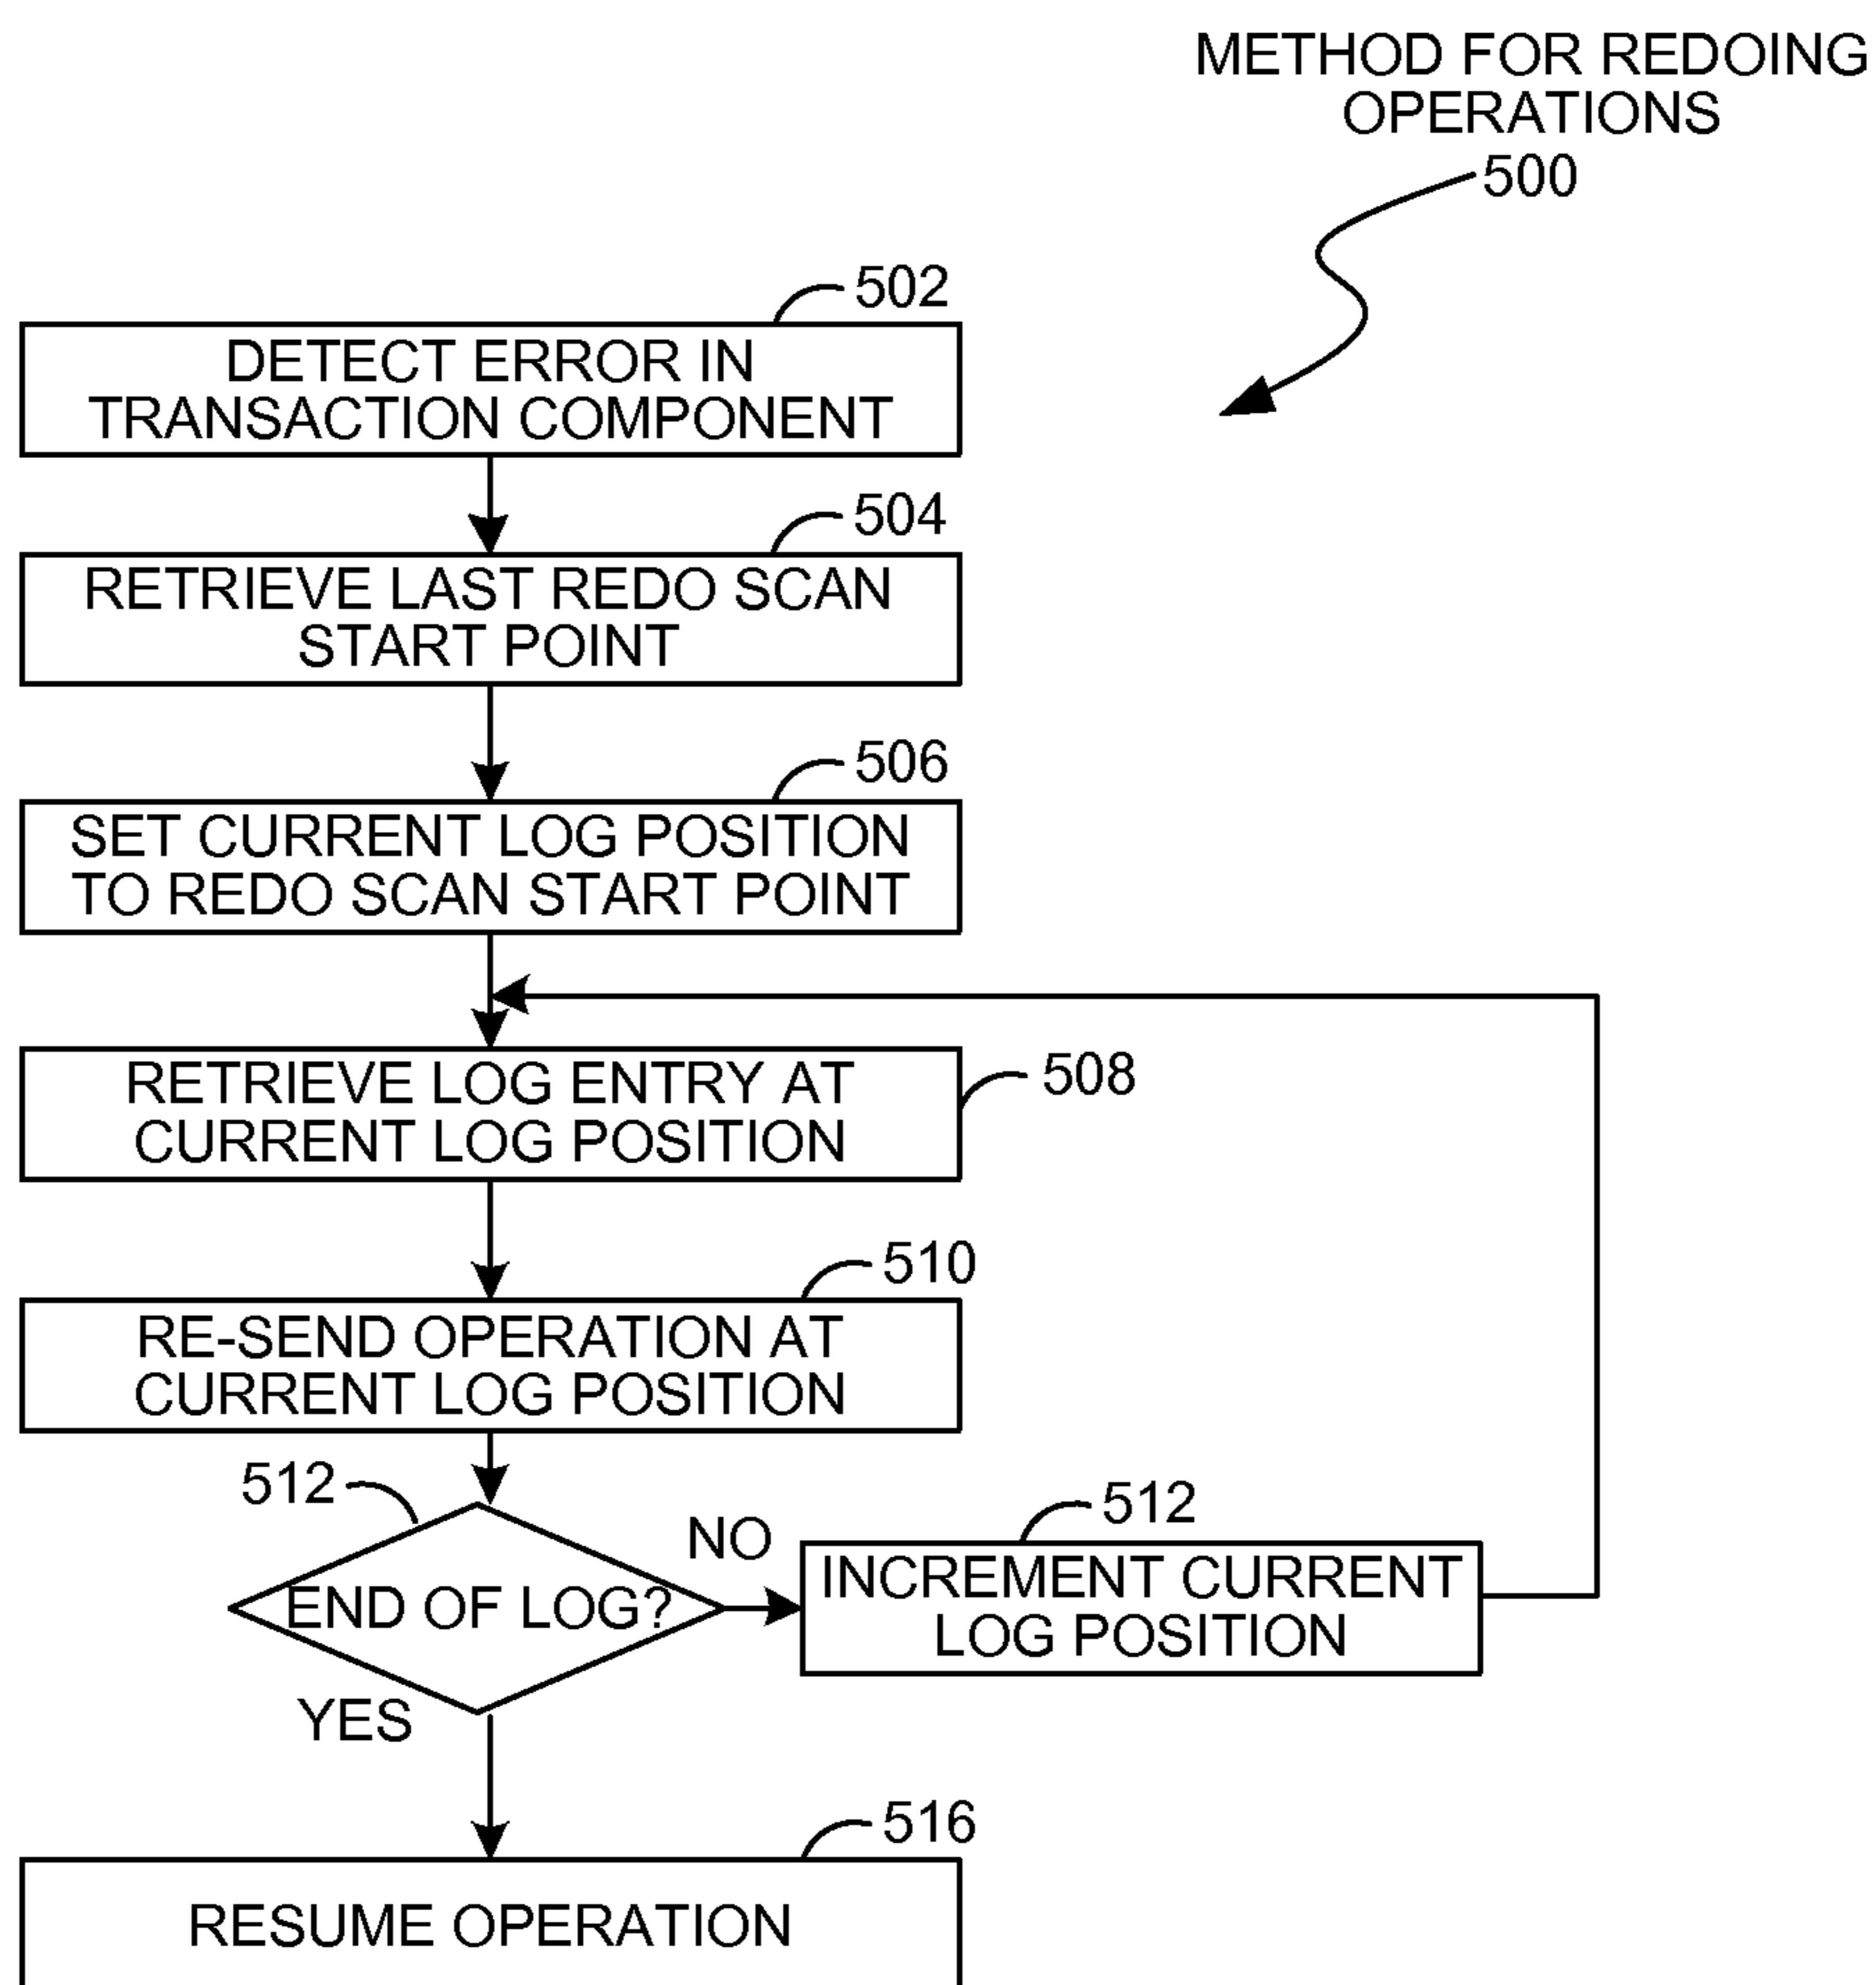 METHOD FOR REDOING
OPERATIONS
500
502
DETECT ERROR IN
TRANSACTION COMPONENT
504
RETRIEVE LAST REDO SCAN
START POINT
506
SET CURRENT LOG POSITION
TO REDO SCAN START POINT
RETRIEVE LOG ENTRY AT
CURRENT LOG POSITION
508
510
RE-SEND OPERATION AT
CURRENT LOG POSITION
512
END OF LOG?
NO
512
INCREMENT CURRENT
LOG POSITION
YES
516
RESUME OPERATION